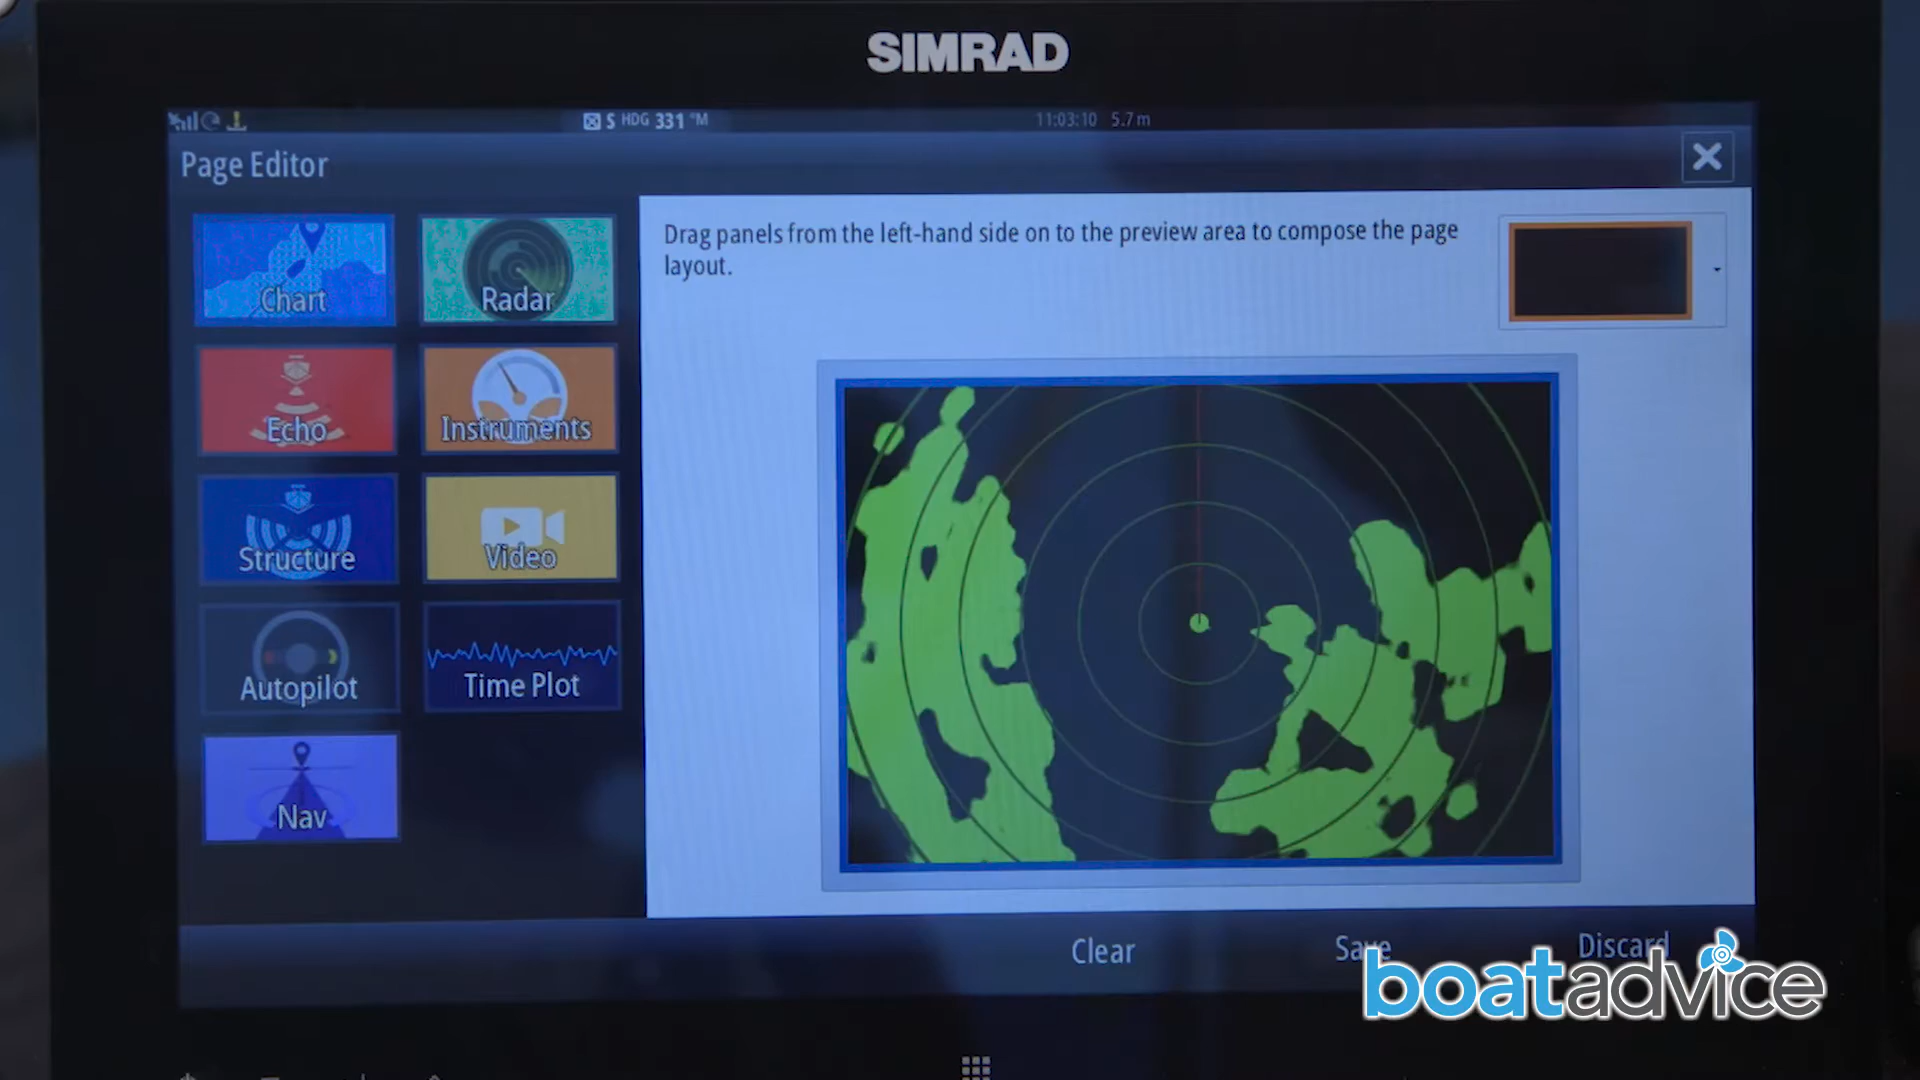 SIMRAD
S HDG 331 °M
11:03:10 5.7 m
Page Editor
Drag panels from the left-hand side on to the preview area to compose the page
layout.
Chart
Radar
Echo
Instruments
Structure
Video
Autopilot
Time Plot
Nav
Clear
Save
Discard
boatadvice